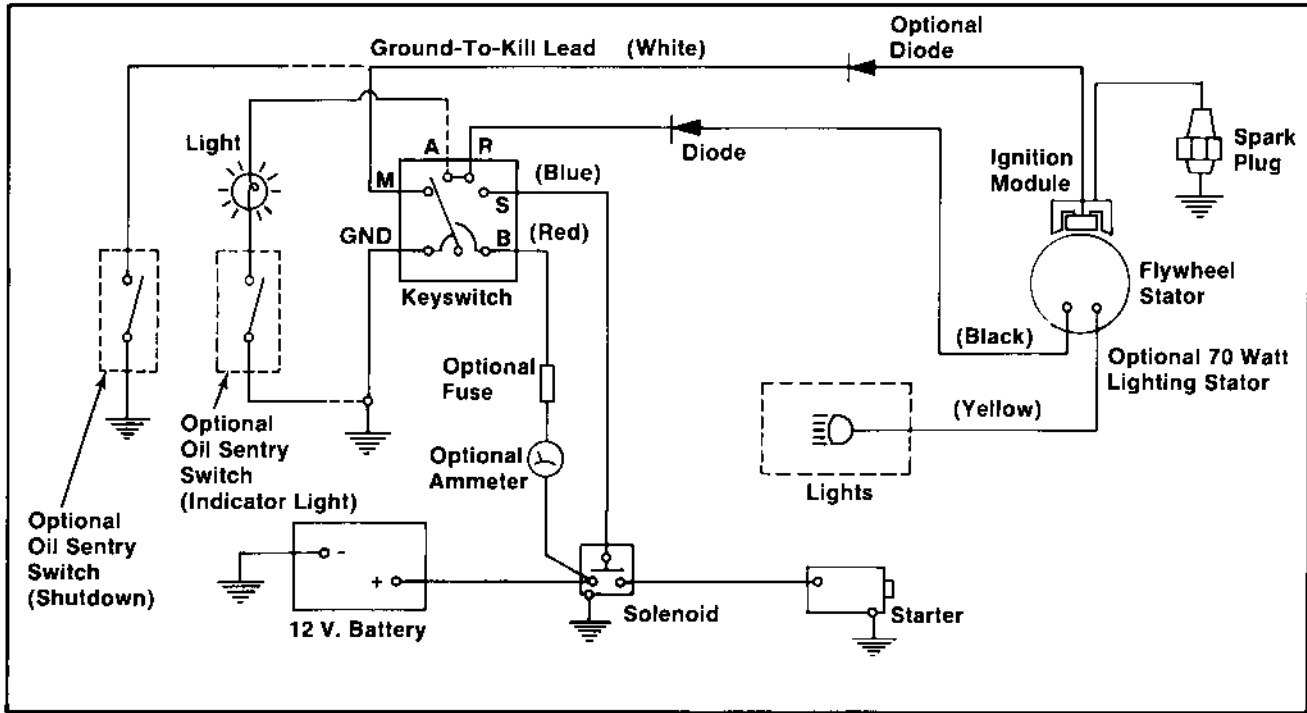 Optional
Diode
Ground-To-Kill Lead (White)
Light
A R
Diode
Ignition
Module
Spark
Plug
M
(Blue)
S
GND
B
(Red)
Keyswitch
Flywheel
Stator
(Black)
Optional 70 Watt
Lighting Stator
Optional
Fuse
(Yellow)
Optional
Oil Sentry
Switch
(Indicator Light)
Optional
Ammeter
Lights
Optional
Oil Sentry
Switch
(Shutdown)
-
+
12 V. Battery
Solenoid
Starter